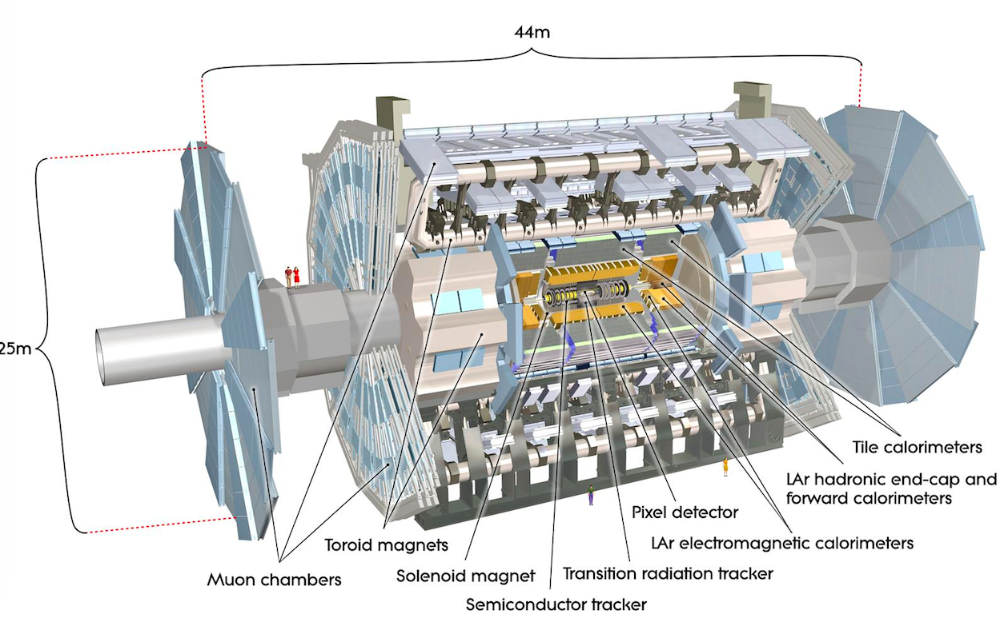 44m
25m
Tile calorimeters
LAr hadronic end-cap and
forward calorimeters
Pixel detector
LAr electromagnetic calorimeters
Toroid magnets
Muon chambers
Solenoid magnet
Transition radiation tracker
Semiconductor tracker